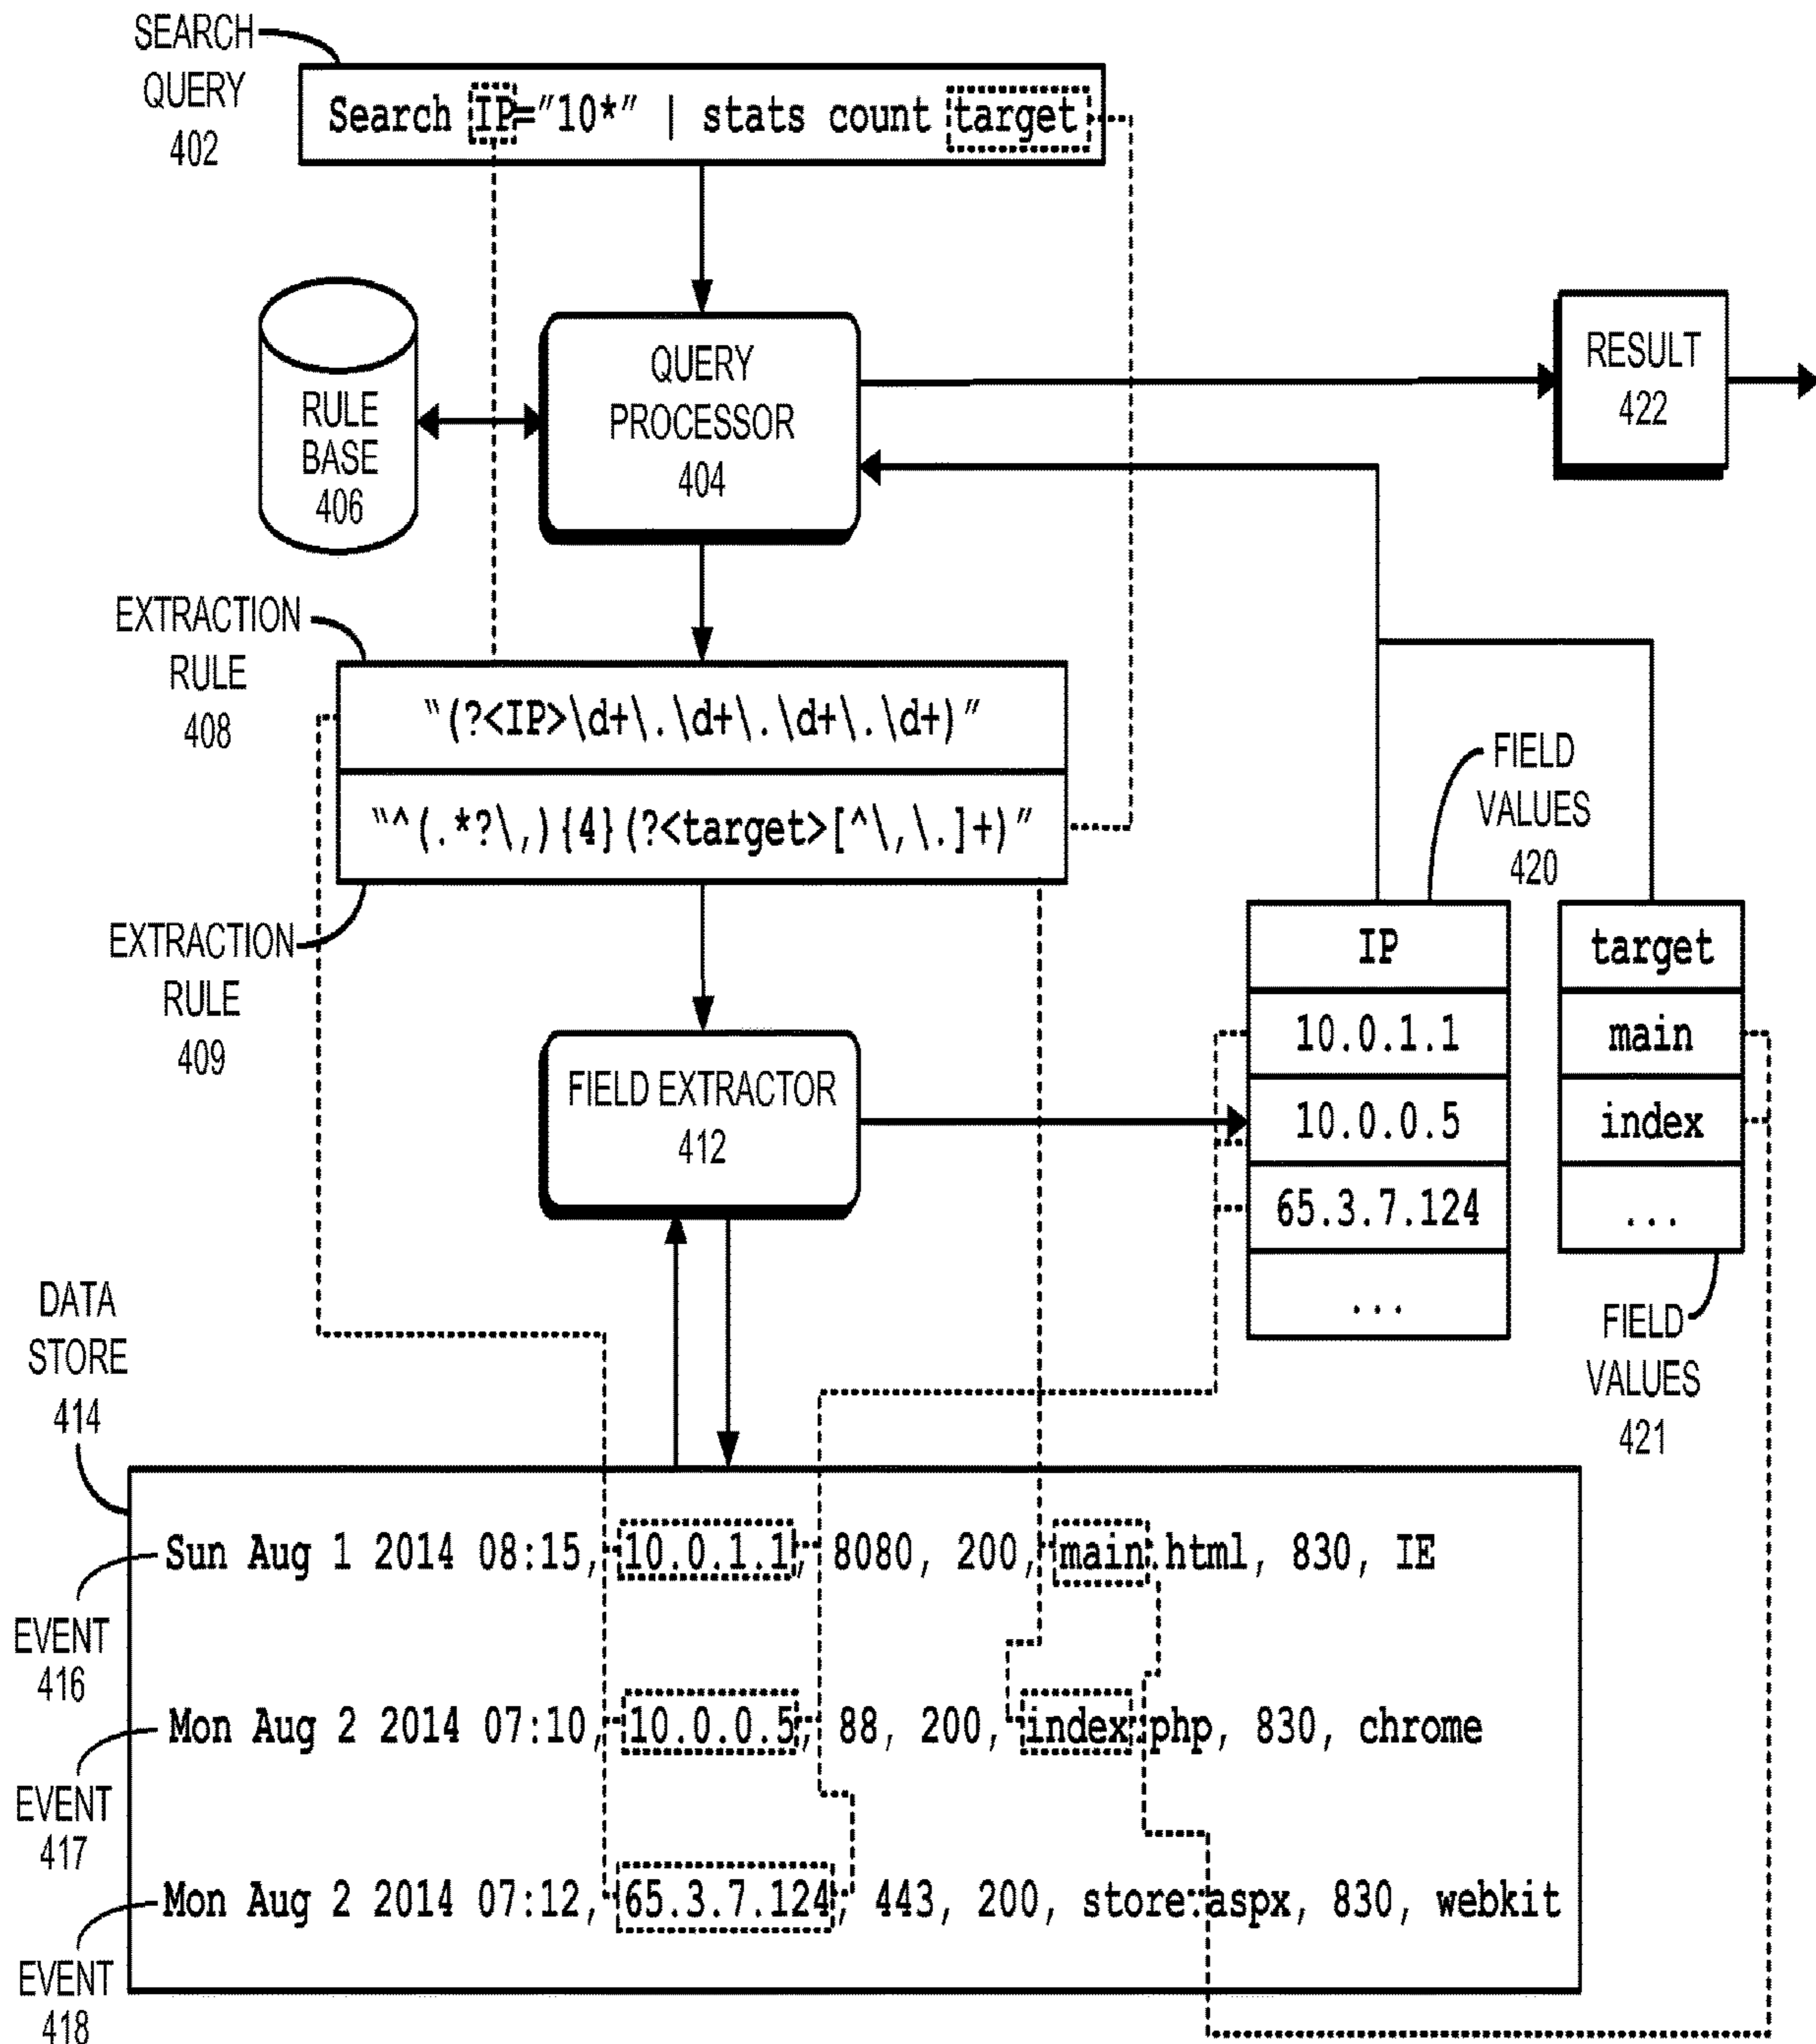 SEARCH
QUERY
402
Search IP="10*" | stats count target
RULE
BASE
406
QUERY
PROCESSOR
404
RESULT
422
EXTRACTION
RULE
408
"(?<IP>\d+\.\d+\.\d+\.\d+)"
"^(.*?\,){4}(?<target>[^\,\.]+)"
EXTRACTION
RULE
409
FIELD
VALUES
420
IP
10.0.1.1
10.0.0.5
65.3.7.124
...
target
main
index
...
FIELD
VALUES
421
FIELD EXTRACTOR
412
DATA
STORE
414
Sun Aug 1 2014 08:15, 10.0.1.1, 8080, 200, main.html, 830, IE
EVENT
416
Mon Aug 2 2014 07:10, 10.0.0.5, 88, 200, index.php, 830, chrome
EVENT
417
Mon Aug 2 2014 07:12, 65.3.7.124, 443, 200, store.aspx, 830, webkit
EVENT
418